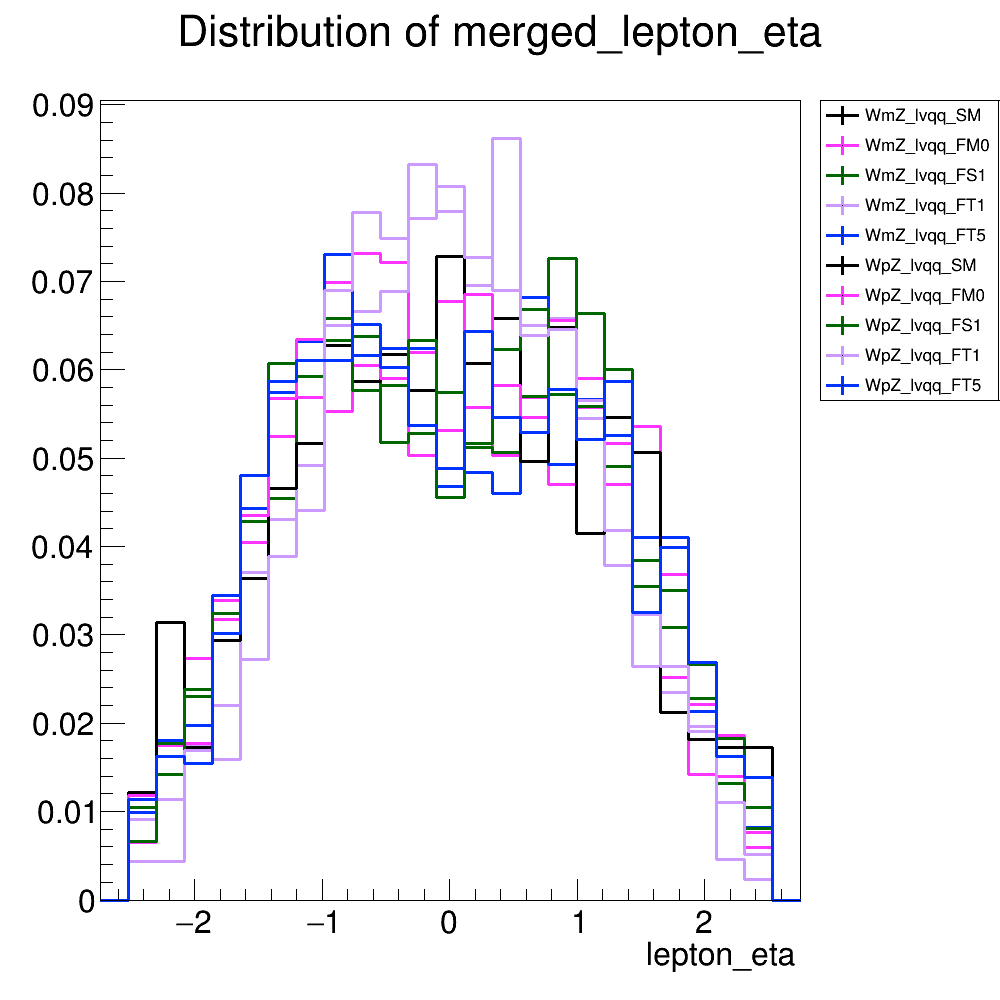 Distribution of merged_lepton_eta
0.09
0.08
0.07
0.06
0.05
0.04
0.03
0.02
0.01
0
−2
−1
0
1
2
lepton_eta
WmZ_lvqq_SM
WmZ_lvqq_FM0
WmZ_lvqq_FS1
WmZ_lvqq_FT1
WmZ_lvqq_FT5
WpZ_lvqq_SM
WpZ_lvqq_FM0
WpZ_lvqq_FS1
WpZ_lvqq_FT1
WpZ_lvqq_FT5